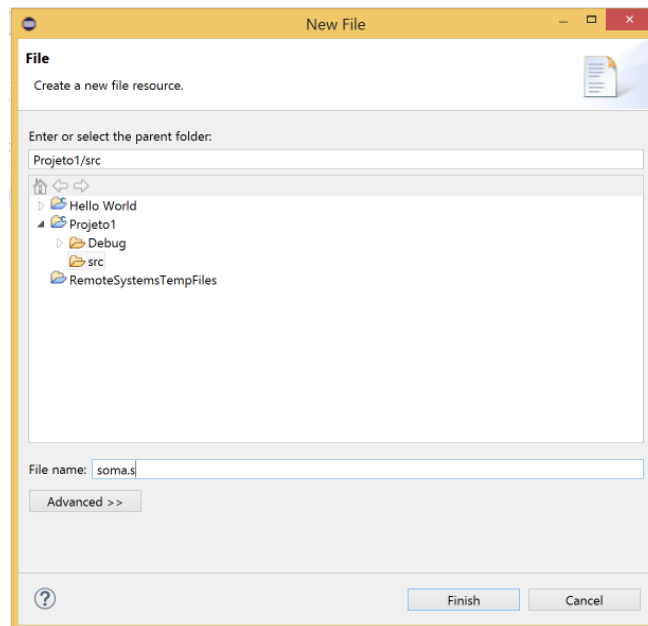 New File
File
Create a new file resource.
Enter or select the parent folder:
Projeto1/src
Hello World
Projeto1
Debug
src
RemoteSystemsTempFiles
File name: soma.s
Advanced >>
? Finish Cancel